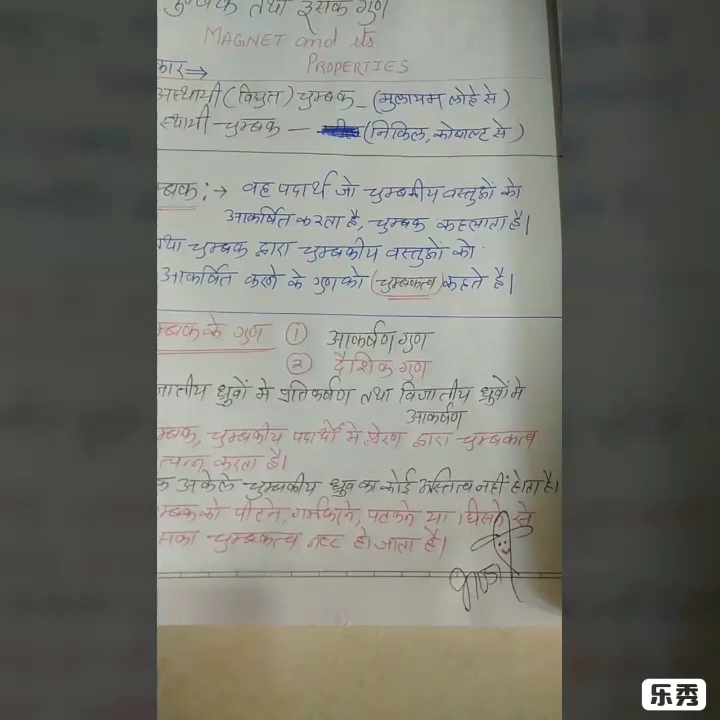 चुम्बक तथा इसके गुण
MAGNET and its
PROPERTIES
कार⇒
अस्थायी (विद्युत) चुम्बक - (मुलायम लोहे से)
स्थायी चुम्बक — (निकिल, कोबाल्ट से)
म्बक:→ वह पदार्थ जो चुम्बकीय वस्तुओं को
आकर्षित करता है, चुम्बक कहलाता है।
था चुम्बक द्वारा चुम्बकीय वस्तुओं को
आकर्षित करने के गुण को (चुम्बकत्व) कहते है।
म्बक के गुण ① आकर्षण गुण
② दैशिक गुण
जातीय ध्रुवों मे प्रतिकर्षण तथा विजातीय ध्रुवों मे
आकर्षण
म्बक, चुम्बकीय पदार्थों मे प्रेरण द्वारा चुम्बकत्व
त्पन्न करता है।
क अकेले चुम्बकीय ध्रुव का कोई अस्तित्व नहीं होता है।
म्बक को पीटने, गर्म करने, पटकने या घिसने से
सका चुम्बकत्व नष्ट हो जाता है।
乐秀